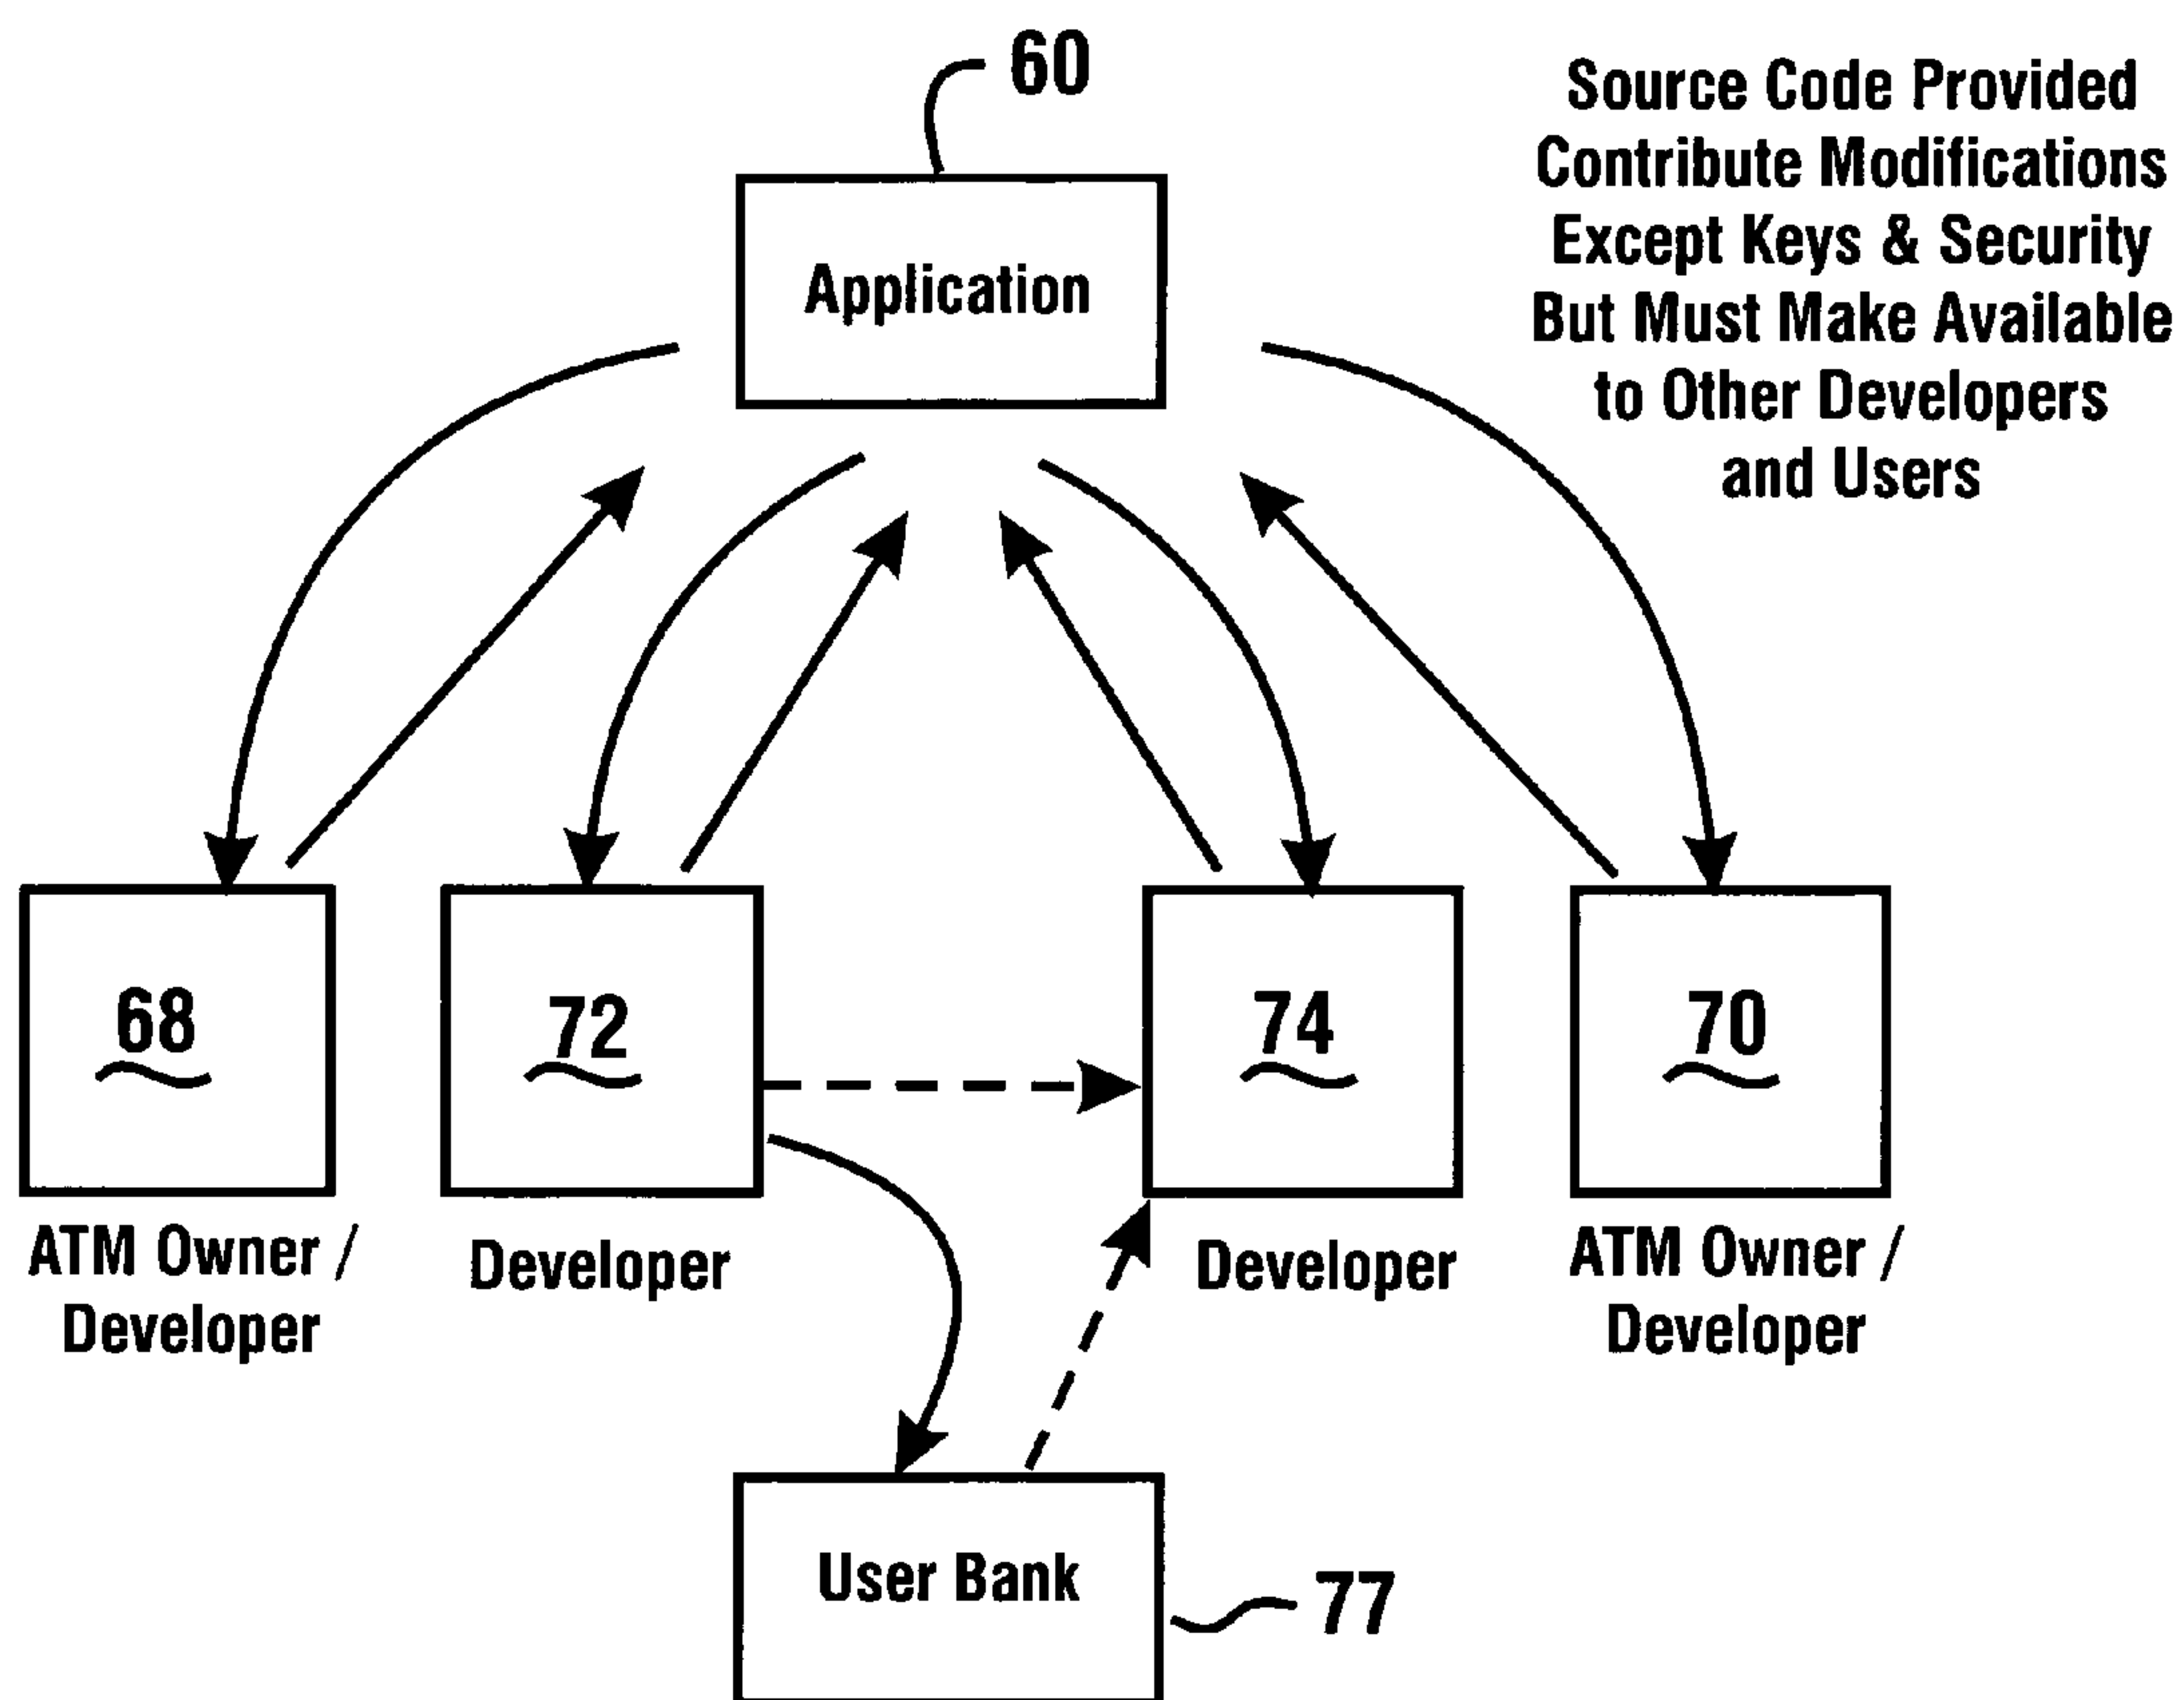 60
Source Code Provided
Contribute Modifications
Except Keys & Security
But Must Make Available
to Other Developers
and Users
Application
68
72
74
70
ATM Owner /
Developer
Developer
Developer
ATM Owner /
Developer
User Bank
77